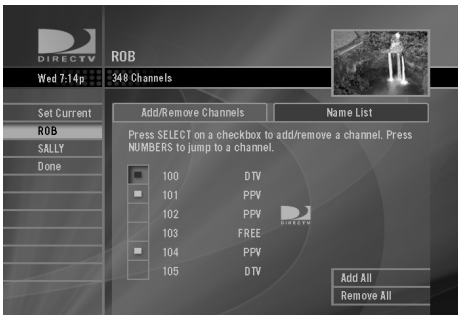 DIRECTV
ROB
Wed 7:14p
348 Channels
Set Current
ROB
SALLY
Done
Add/Remove Channels
Name List
Press SELECT on a checkbox to add/remove a channel. Press
NUMBERS to jump to a channel.
100 DTV
101 PPV
102 PPV
103 FREE
104 PPV
105 DTV
DIRECTV
Add All
Remove All